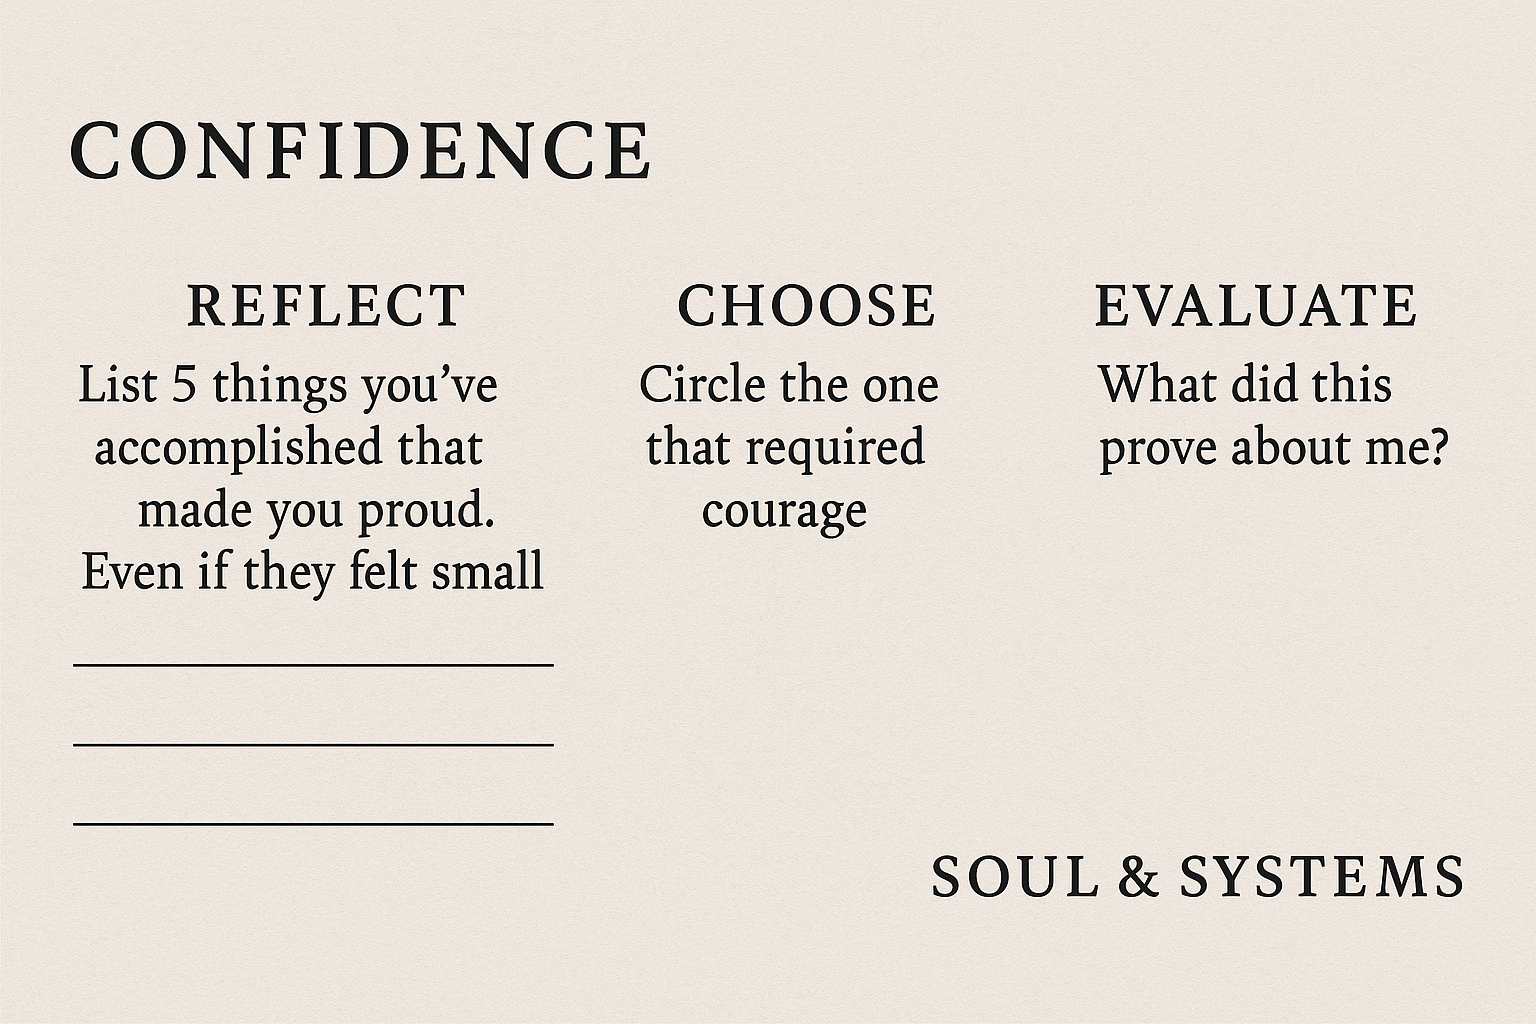 CONFIDENCE
REFLECT
List 5 things you’ve
accomplished that
made you proud.
Even if they felt small
CHOOSE
Circle the one
that required
courage
EVALUATE
What did this
prove about me?
SOUL & SYSTEMS